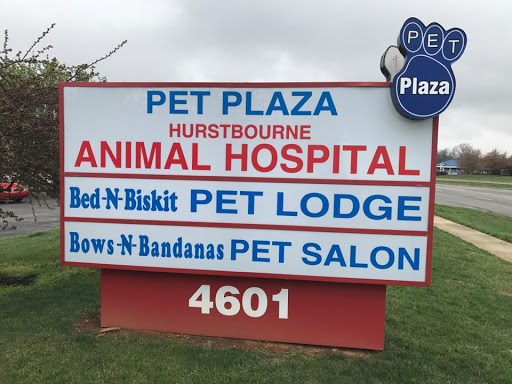 PET
Plaza
PET PLAZA
HURSTBOURNE
ANIMAL HOSPITAL
Bed-N-Biskit PET LODGE
Bows-N-Bandanas PET SALON
4601